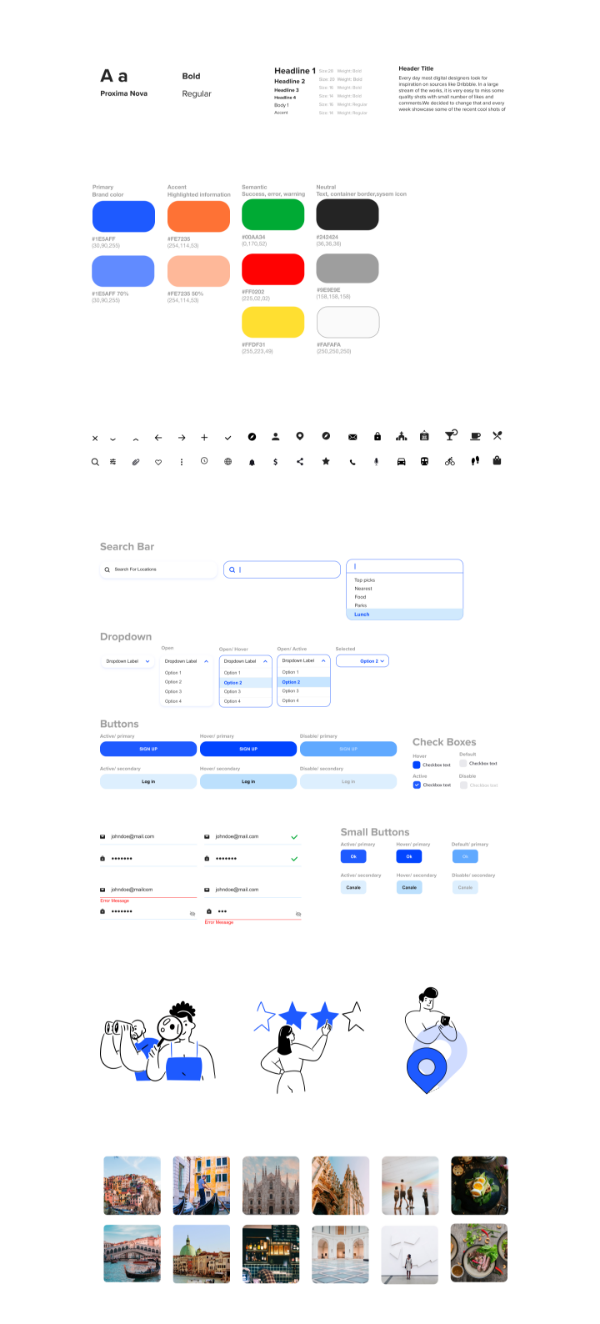 A a
Proxima Nova
Bold
Regular
Headline 1 Size:28 Weight: Bold
Headline 2 Size: 20 Weight: Bold
Headline 3 Size: 16 Weight: Bold
Headline 4 Size: 14 Weight: Bold
Body 1 Size: 16 Weight: Regular
Accent Size: 14 Weight: Regular
Header Title
Every day most digital designers look for
inspiration on sources like Dribbble. In a large
stream of the works, it is very easy to miss some
quality shots with small number of likes and
comments.We decided to change that and every
week showcase some of the recent cool shots of
Primary
Brand color
Accent
Highlighted information
Semantic
Success, error, warning
Neutral
Text, container border,sysem icon
#1E5AFF
(30,90,255)
#FE7235
(254,114,53)
#00AA34
(0,170,52)
#242424
(36,36,36)
#1E5AFF 70%
(30,90,255)
#FE7235 50%
(254,114,53)
#FF0202
#9E9E9E
(158,158,158)
#FFDF31
(255,223,49)
#FAFAFA
(250,250,250)
Search Bar
Search For Locations
Top picks
Nearest
Food
Parks
Lunch
Dropdown
Open
Open/ Hover
Open/ Active
Selected
Dropdown Label
Dropdown Label
Dropdown Label
Dropdown Label
Option 2
Option 1
Option 2
Option 3
Option 4
Option 1
Option 2
Option 3
Option 4
Option 1
Option 2
Option 3
Option 4
Buttons
Active/ primary
Hover/ primary
Disable/ primary
SIGN UP
SIGN UP
SIGN UP
Active/ secondary
Hover/ secondary
Disable/ secondary
Log in
Log in
Log in
Check Boxes
Hover
Default
Checkbox text
Checkbox text
Active
Disable
Checkbox text
Checkbox text
johndoe@mail.com
johndoe@mail.com
johndoe@mailcom
Error Message
johndoe@mail.com
Error Message
Small Buttons
Active/ primary
Hover/ primary
Default/ primary
Ok
Ok
Ok
Active/ secondary
Hover/ secondary
Disable/ secondary
Cancle
Cancle
Cancle